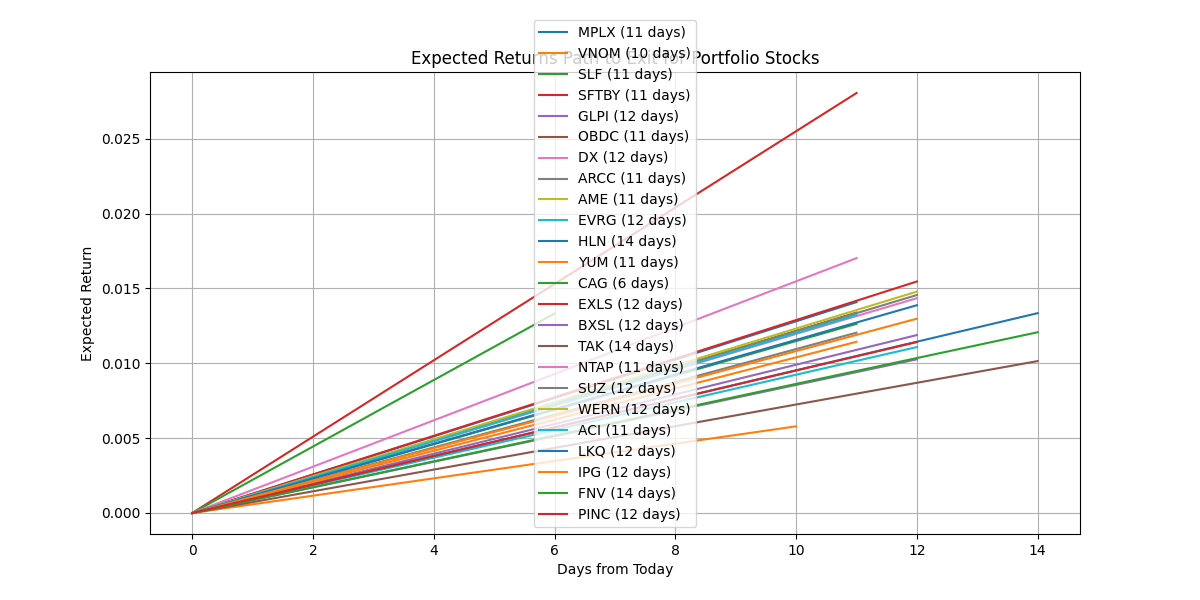 Expected Returns Path to Exit for Portfolio Stocks
MPLX (11 days)
VNOM (10 days)
SLF (11 days)
SFTBY (11 days)
GLPI (12 days)
OBDC (11 days)
DX (12 days)
ARCC (11 days)
AME (11 days)
EVRG (12 days)
HLN (14 days)
YUM (11 days)
CAG (6 days)
EXLS (12 days)
BXSL (12 days)
TAK (14 days)
NTAP (11 days)
SUZ (12 days)
WERN (12 days)
ACI (11 days)
LKQ (12 days)
IPG (12 days)
FNV (14 days)
PINC (12 days)
Expected Return
0.025
0.020
0.015
0.010
0.005
0.000
0 2 4 6 8 10 12 14
Days from Today